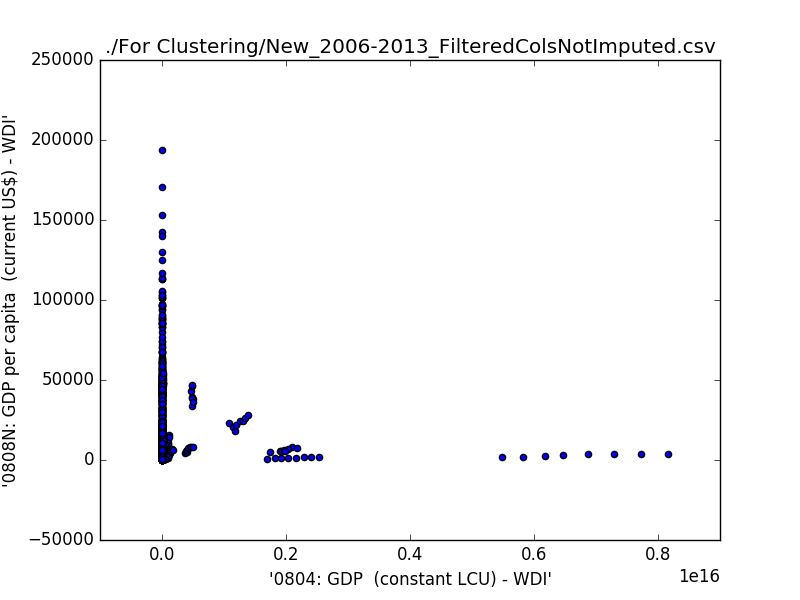 ./For Clustering/New_2006-2013_FilteredColsNotImputed.csv
250000
200000
150000
100000
50000
0
−50000
'0808N: GDP per capita  (current US$) - WDI'
0.0 0.2 0.4 0.6 0.8
1e16
'0804: GDP  (constant LCU) - WDI'